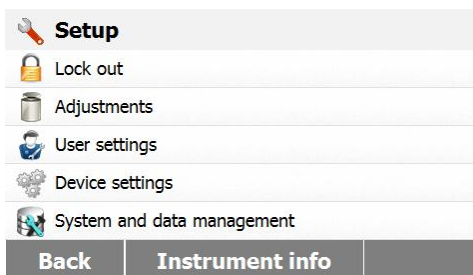 Setup
Lock out
Adjustments
User settings
Device settings
System and data management
Back Instrument info